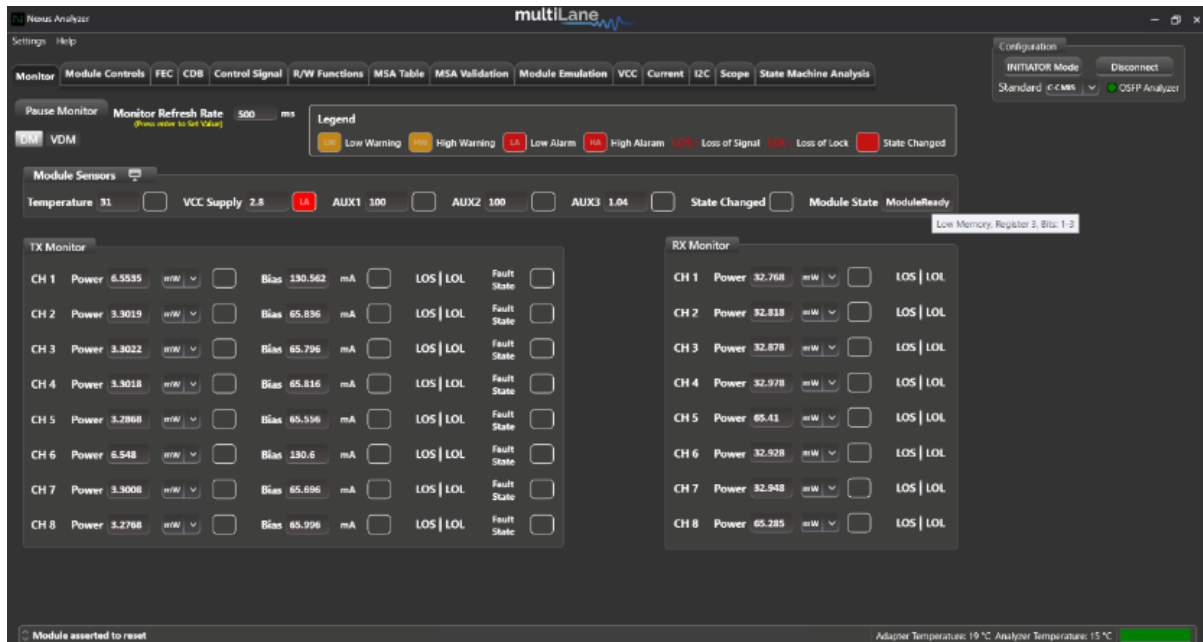 Nexus Analyzer
multiLane
Settings Help
Configuration
INITIATOR Mode Disconnect
Standard C-CMIS OSFP Analyzer
Monitor Module Controls FEC CDB Control Signal R/W Functions MSA Table MSA Validation Module Emulation VCC Current I2C Scope State Machine Analysis
Pause Monitor Monitor Refresh Rate 500 ms
(Press enter to Set Value)
DM VDM
Legend
LW Low Warning HW High Warning LA Low Alarm HA High Alaram LOS Loss of Signal LOL Loss of Lock State Changed
Module Sensors
Temperature 31 VCC Supply 2.8 LA AUX1 100 AUX2 100 AUX3 1.04 State Changed Module State ModuleReady
Low Memory, Register 3, Bits: 1-3
TX Monitor
CH 1 Power 6.5535 mW Bias 130.562 mA LOS | LOL Fault State
CH 2 Power 3.3019 mW Bias 65.836 mA LOS | LOL Fault State
CH 3 Power 3.3022 mW Bias 65.796 mA LOS | LOL Fault State
CH 4 Power 3.3018 mW Bias 65.816 mA LOS | LOL Fault State
CH 5 Power 3.2868 mW Bias 65.556 mA LOS | LOL Fault State
CH 6 Power 6.548 mW Bias 130.6 mA LOS | LOL Fault State
CH 7 Power 3.3008 mW Bias 65.696 mA LOS | LOL Fault State
CH 8 Power 3.2768 mW Bias 65.996 mA LOS | LOL Fault State
RX Monitor
CH 1 Power 32.768 mW LOS | LOL
CH 2 Power 32.818 mW LOS | LOL
CH 3 Power 32.878 mW LOS | LOL
CH 4 Power 32.978 mW LOS | LOL
CH 5 Power 65.41 mW LOS | LOL
CH 6 Power 32.928 mW LOS | LOL
CH 7 Power 32.948 mW LOS | LOL
CH 8 Power 65.285 mW LOS | LOL
Module asserted to reset
Adapter Temperature: 19 °C Analyzer Temperature: 15 °C